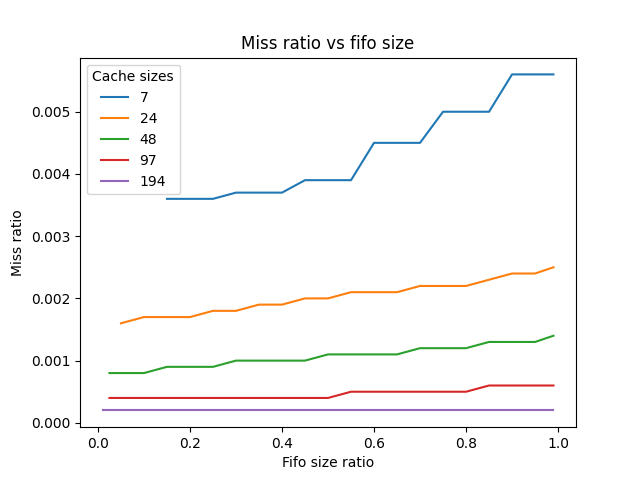 Miss ratio vs fifo size
Cache sizes
7
24
48
97
194
Miss ratio
0.005
0.004
0.003
0.002
0.001
0.000
0.0 0.2 0.4 0.6 0.8 1.0
Fifo size ratio